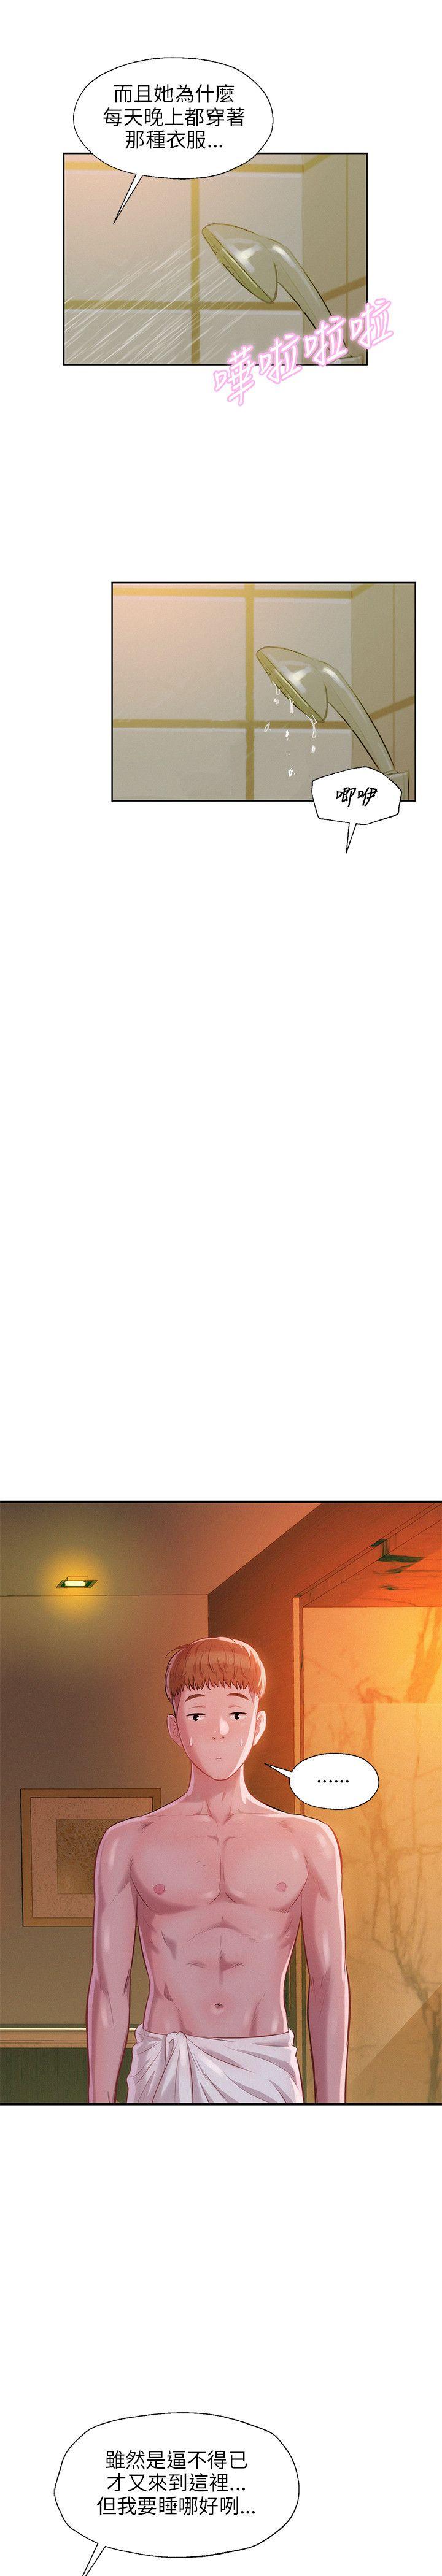 而且她為什麼
每天晚上都穿著
那種衣服...
嘩啦啦啦
唧咿
......
雖然是逼不得已
才又來到這裡...
但我要睡哪好咧...